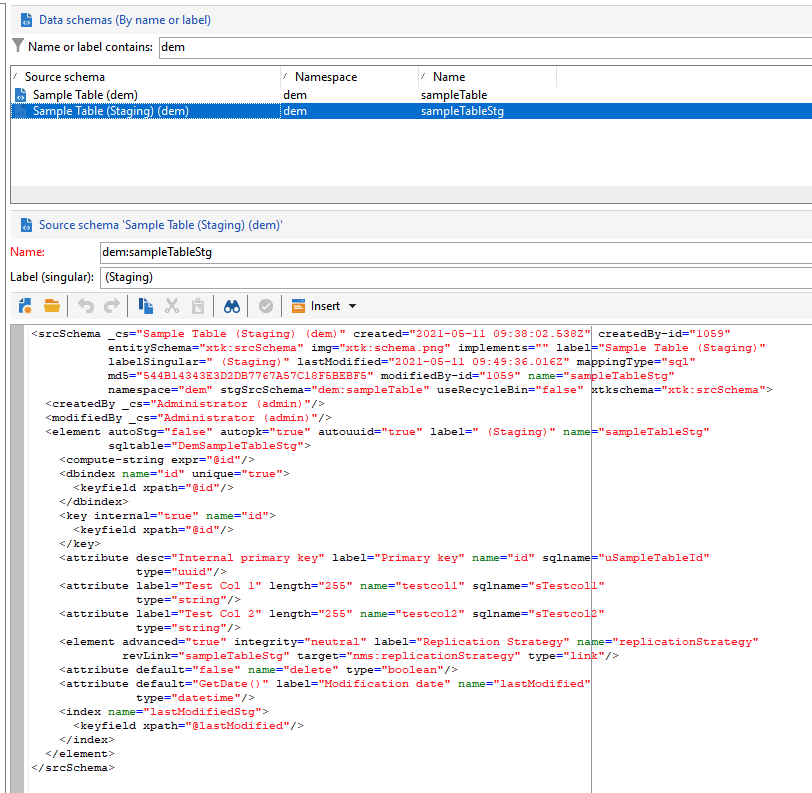 Data schemas (By name or label)
Name or label contains: dem
Source schema Namespace Name
Sample Table (dem) dem sampleTable
Sample Table (Staging) (dem) dem sampleTableStg
Source schema 'Sample Table (Staging) (dem)'
Name: dem:sampleTableStg
Label (singular): (Staging)
Insert
<srcSchema _cs="Sample Table (Staging) (dem)" created="2021-05-11 09:38:02.538Z" createdBy-id="1059"
entitySchema="xtk:srcSchema" img="xtk:schema.png" implements="" label="Sample Table (Staging)"
labelSingular=" (Staging)" lastModified="2021-05-11 09:49:36.016Z" mappingType="sql"
md5="544B14343E3D2DB7767A57C18F5BEBF5" modifiedBy-id="1059" name="sampleTableStg"
namespace="dem" stgSrcSchema="dem:sampleTable" useRecycleBin="false" xtkschema="xtk:srcSchema">
<createdBy _cs="Administrator (admin)"/>
<modifiedBy _cs="Administrator (admin)"/>
<element autoStg="false" autopk="true" autouuid="true" label=" (Staging)" name="sampleTableStg"
sqltable="DemSampleTableStg">
<compute-string expr="@id"/>
<dbindex name="id" unique="true">
<keyfield xpath="@id"/>
</dbindex>
<key internal="true" name="id">
<keyfield xpath="@id"/>
</key>
<attribute desc="Internal primary key" label="Primary key" name="id" sqlname="uSampleTableId"
type="uuid"/>
<attribute label="Test Col 1" length="255" name="testcol1" sqlname="sTestcol1"
type="string"/>
<attribute label="Test Col 2" length="255" name="testcol2" sqlname="sTestcol2"
type="string"/>
<element advanced="true" integrity="neutral" label="Replication Strategy" name="replicationStrategy"
revLink="sampleTableStg" target="nms:replicationStrategy" type="link"/>
<attribute default="false" name="delete" type="boolean"/>
<attribute default="GetDate()" label="Modification date" name="lastModified"
type="datetime"/>
<index name="lastModifiedStg">
<keyfield xpath="@lastModified"/>
</index>
</element>
</srcSchema>